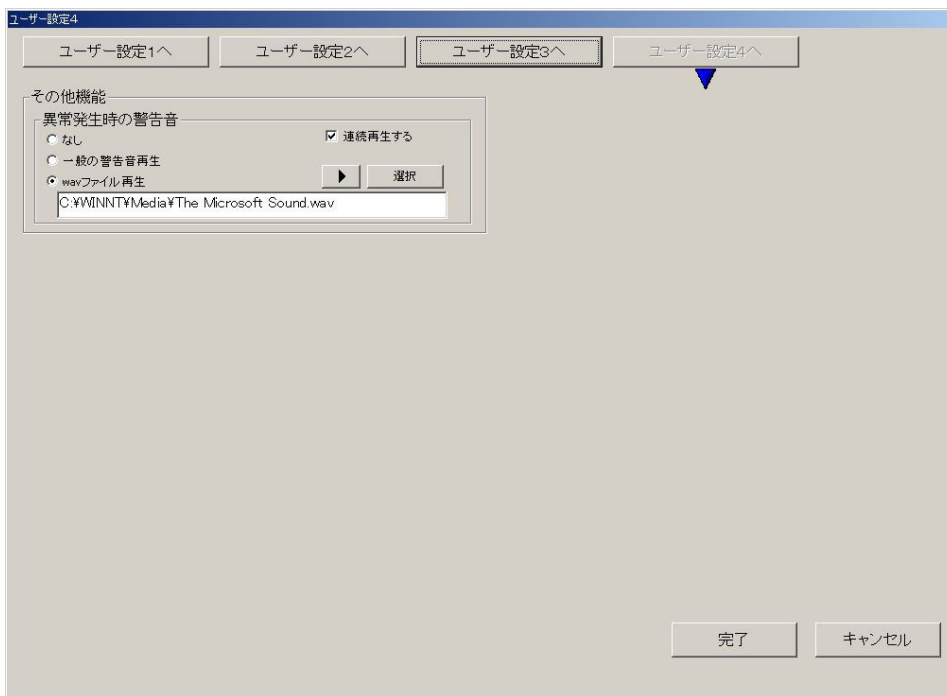 ユーザー設定4
ユーザー設定1へ ユーザー設定2へ ユーザー設定3へ ユーザー設定4へ
その他機能
異常発生時の警告音
なし 連続再生する
一般の警告音再生
wavファイル再生 選択
C:¥WINNT¥Media¥The Microsoft Sound.wav
完了 キャンセル